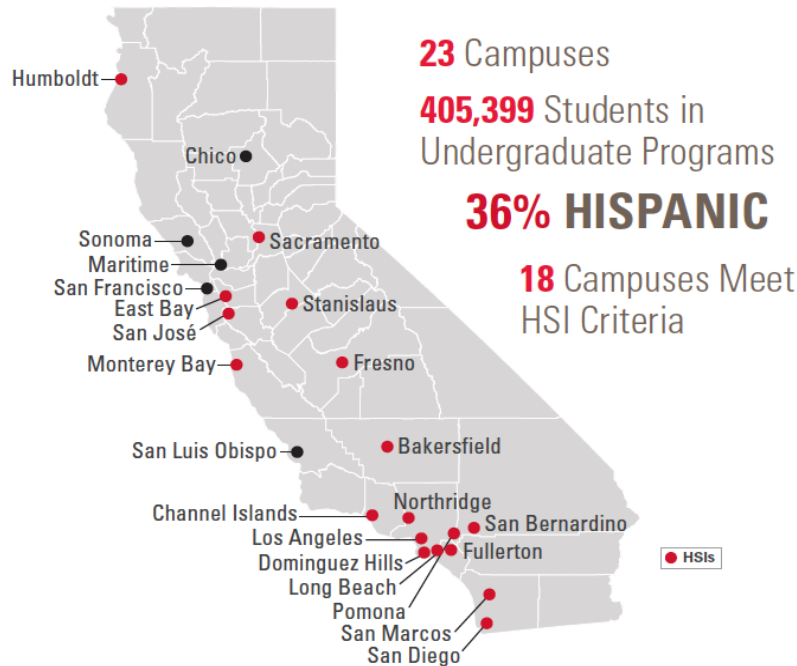 23 Campuses
405,399 Students in
Undergraduate Programs
36% HISPANIC
18 Campuses Meet
HSI Criteria
Humboldt
Chico
Sonoma
Sacramento
Maritime
San Francisco
East Bay
Stanislaus
San José
Monterey Bay
Fresno
San Luis Obispo
Bakersfield
Channel Islands
Northridge
San Bernardino
Los Angeles
Dominguez Hills
Fullerton
Long Beach
Pomona
San Marcos
San Diego
HSIs